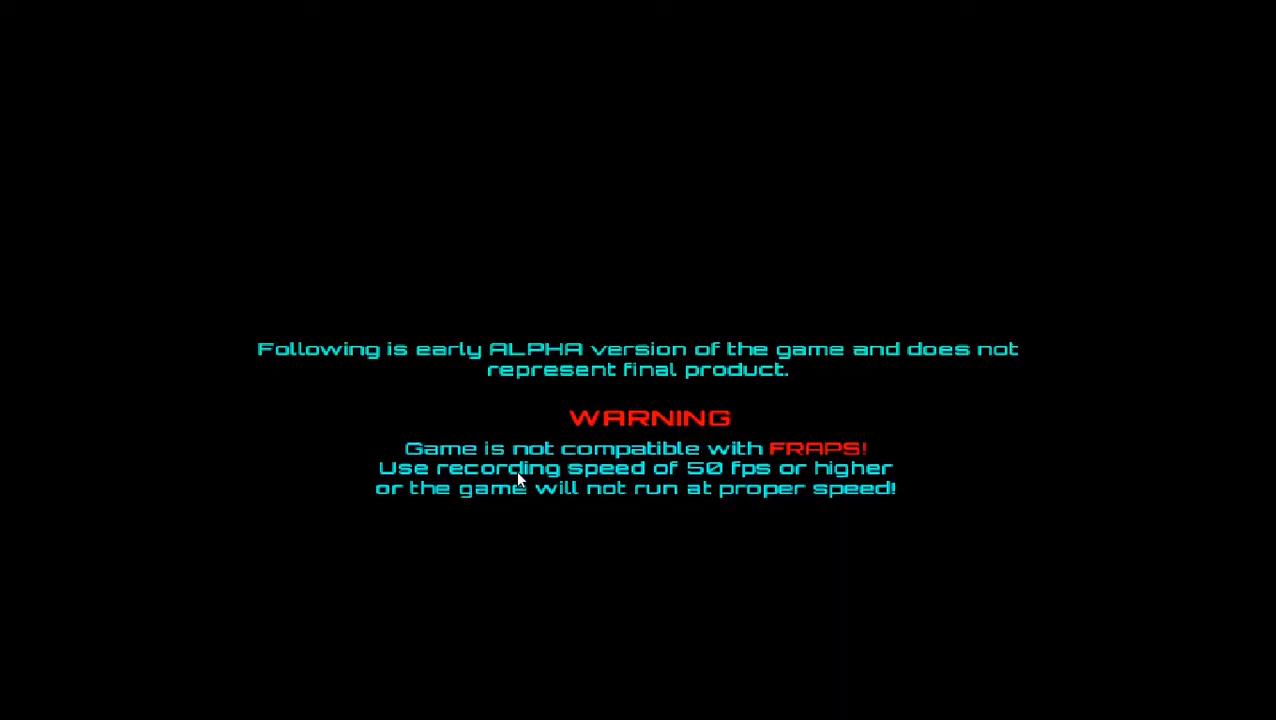 Following is early ALPHA version of the game and does not
represent final product.
WARNING
Game is not compatible with FRAPS!
Use recording speed of 50 fps or higher
or the game will not run at proper speed!